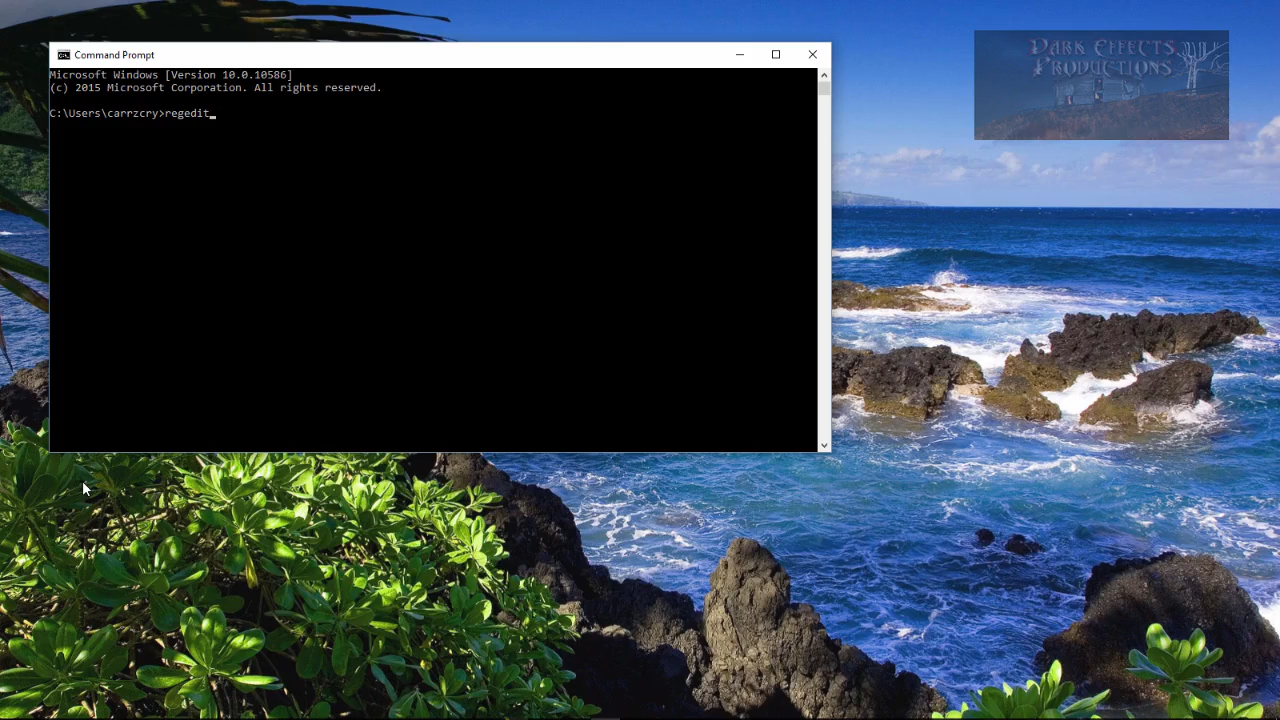 Command Prompt
Microsoft Windows [Version 10.0.10586]
(c) 2015 Microsoft Corporation. All rights reserved.
C:\Users\carrzcry>regedit
DARK EFFECTS
PRODUCTIONS